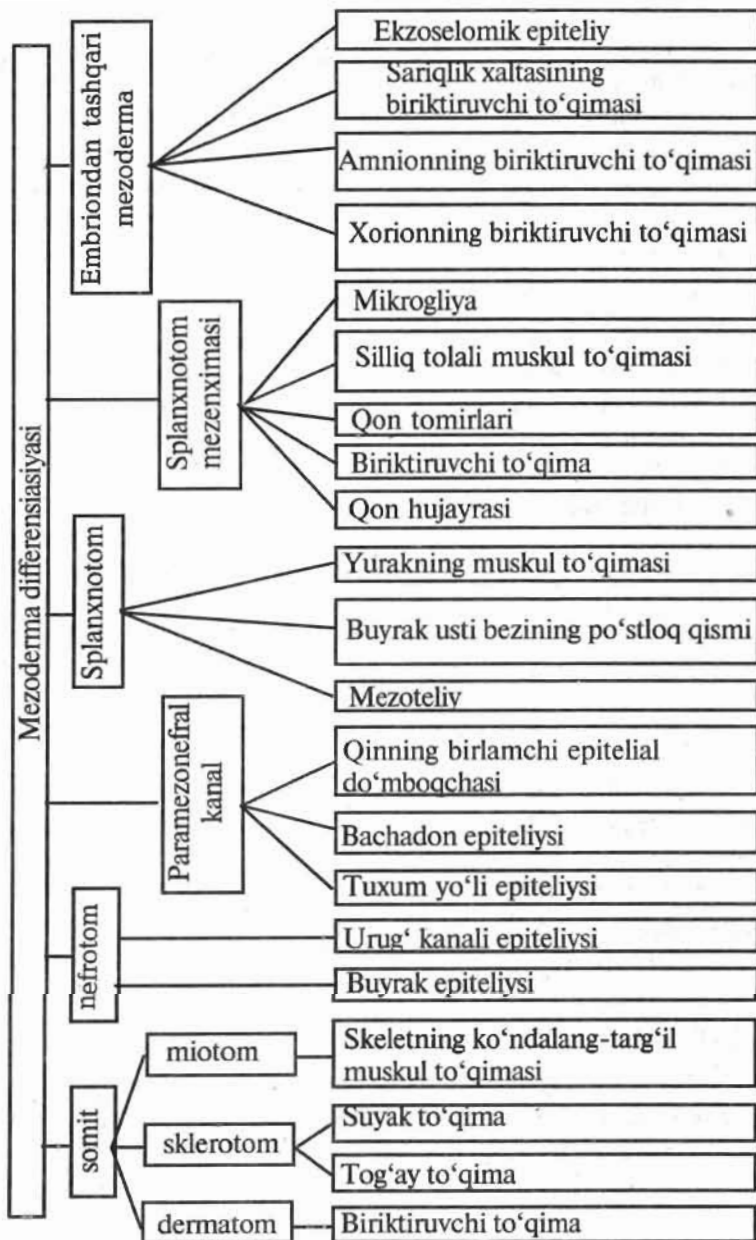 Mezoderma differensiasiyasi
Embriondan tashqari
mezoderma
Ekzoselomik epiteliy
Sariqlik xaltasining
biriktiruvchi to‘qimasi
Amnionning biriktiruvchi to‘qimasi
Xorionning biriktiruvchi to‘qimasi
Splanxnotom
mezenximasi
Mikrogliya
Silliq tolali muskul to‘qimasi
Qon tomirlari
Biriktiruvchi to‘qima
Qon hujayrasi
Splanxnotom
Yurakning muskul to‘qimasi
Buyrak usti bezining po‘stloq qismi
Mezoteliv
Paramezonefral
kanal
Qinning birlamchi epitelial
do‘mboqchasi
Bachadon epiteliysi
Tuxum yo‘li epiteliysi
nefrotom
Urug‘ kanali epiteliysi
Buyrak epiteliysi
somit
miotom
Skeletning ko‘ndalang-targ‘il
muskul to‘qimasi
sklerotom
Suyak to‘qima
Tog‘ay to‘qima
dermatom
Biriktiruvchi to‘qima